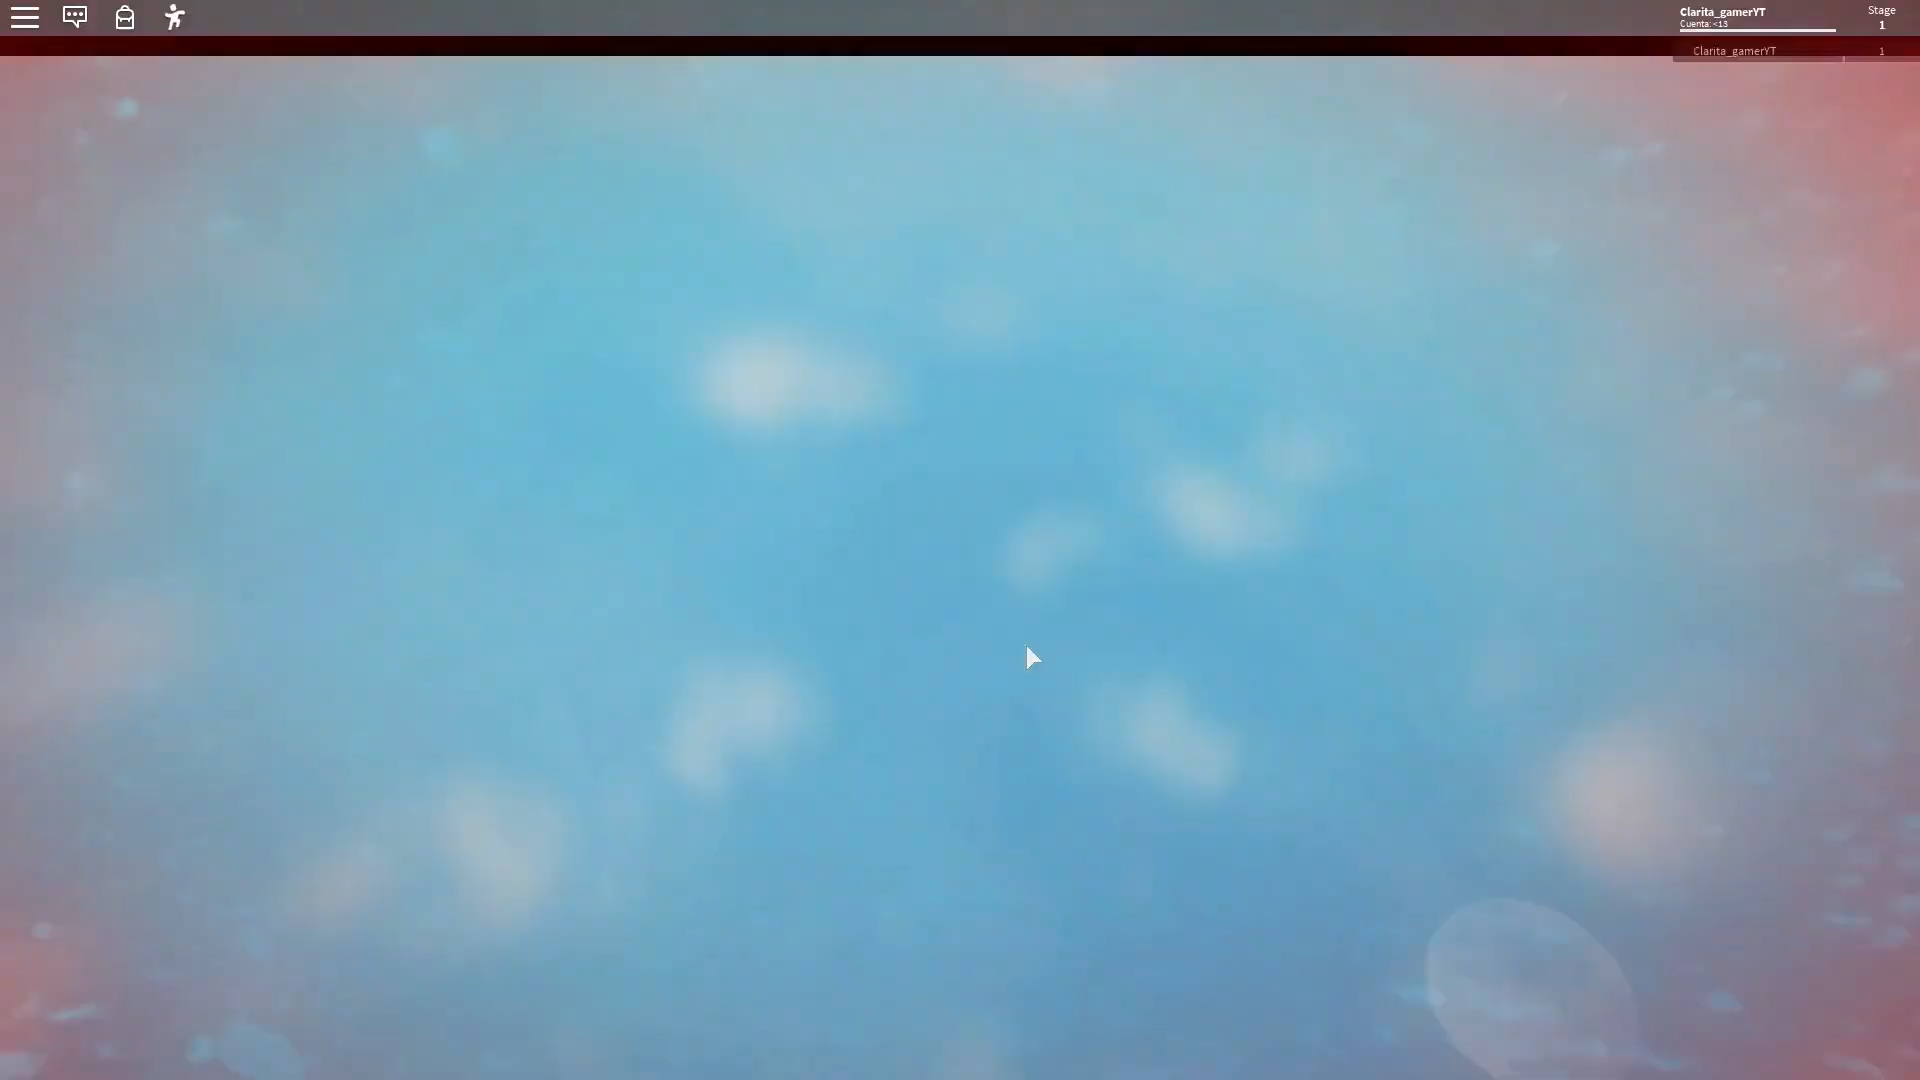 Clarita_gamerYT
Cuenta: <13
Stage
1
Clarita_gamerYT 1